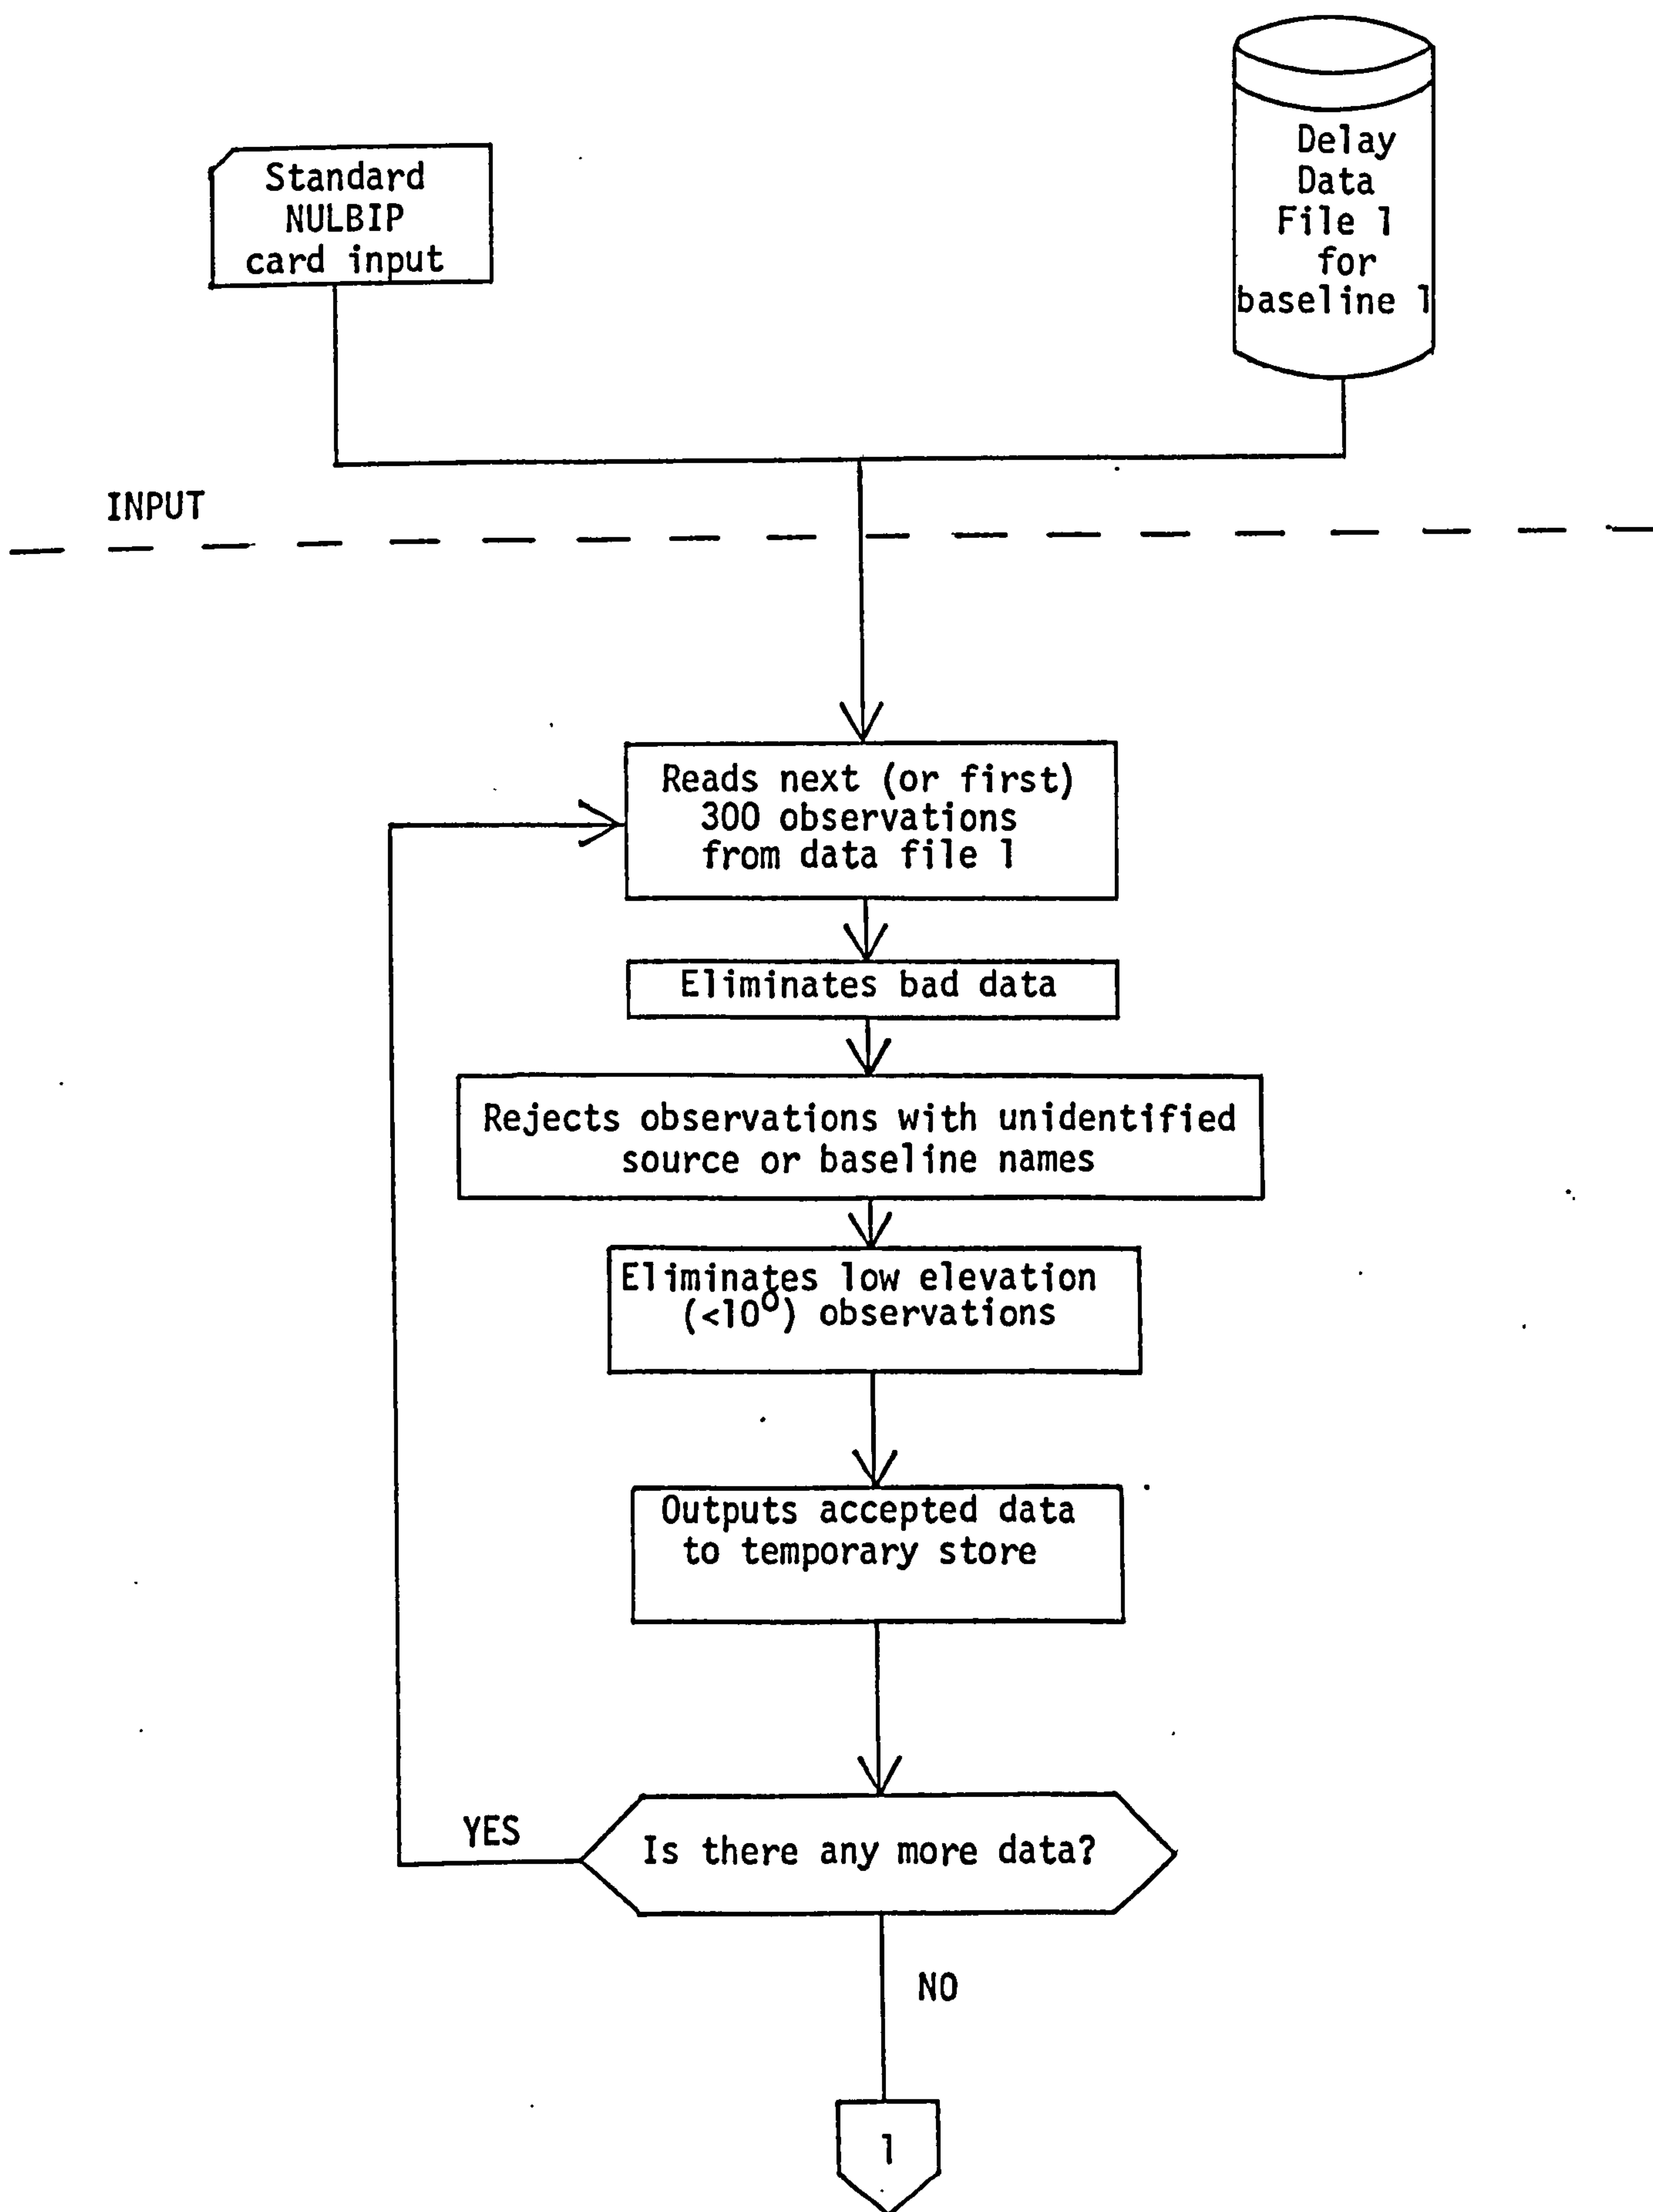 Standard
NULBIP
card input
Delay
Data
File 1
for
baseline 1
INPUT
Reads next (or first)
300 observations
from data file 1
Eliminates bad data
Rejects observations with unidentified
source or baseline names
Eliminates low elevation
(<10⁰) observations
Outputs accepted data
to temporary store
YES
Is there any more data?
NO
1